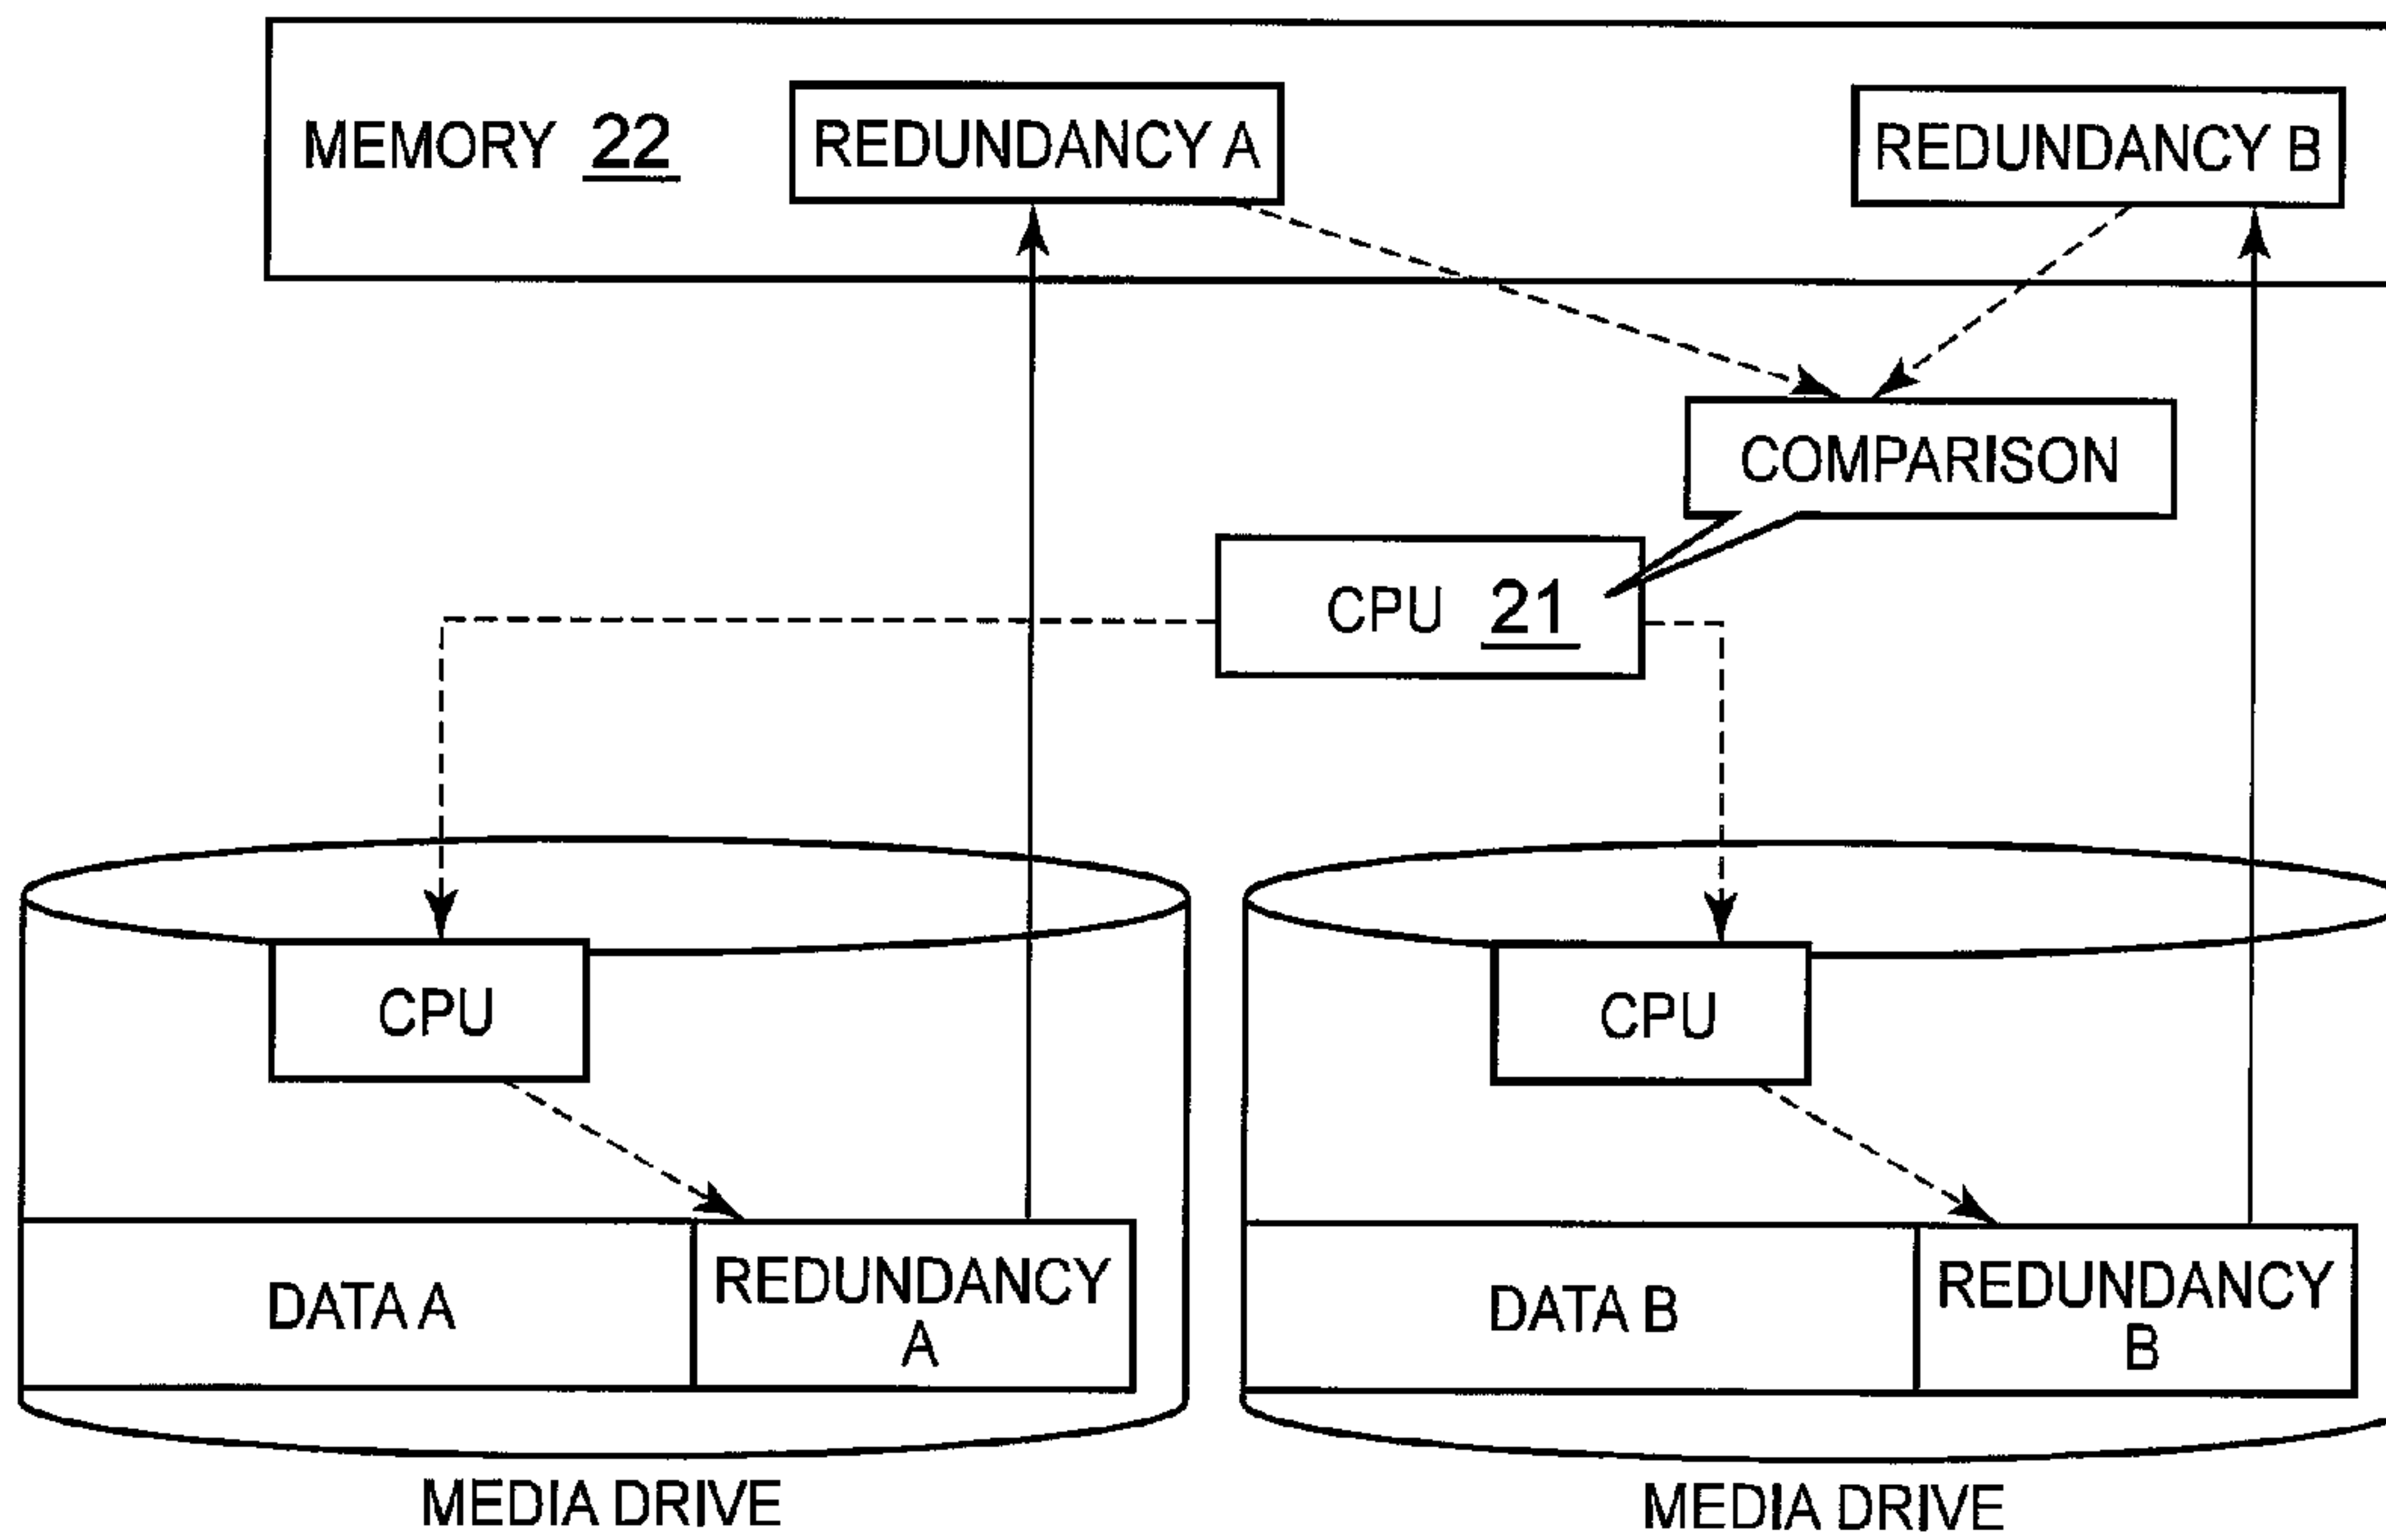 MEMORY 22
REDUNDANCY A
REDUNDANCY B
COMPARISON
CPU 21
CPU
CPU
DATA A
REDUNDANCY
A
DATA B
REDUNDANCY
B
MEDIA DRIVE
MEDIA DRIVE